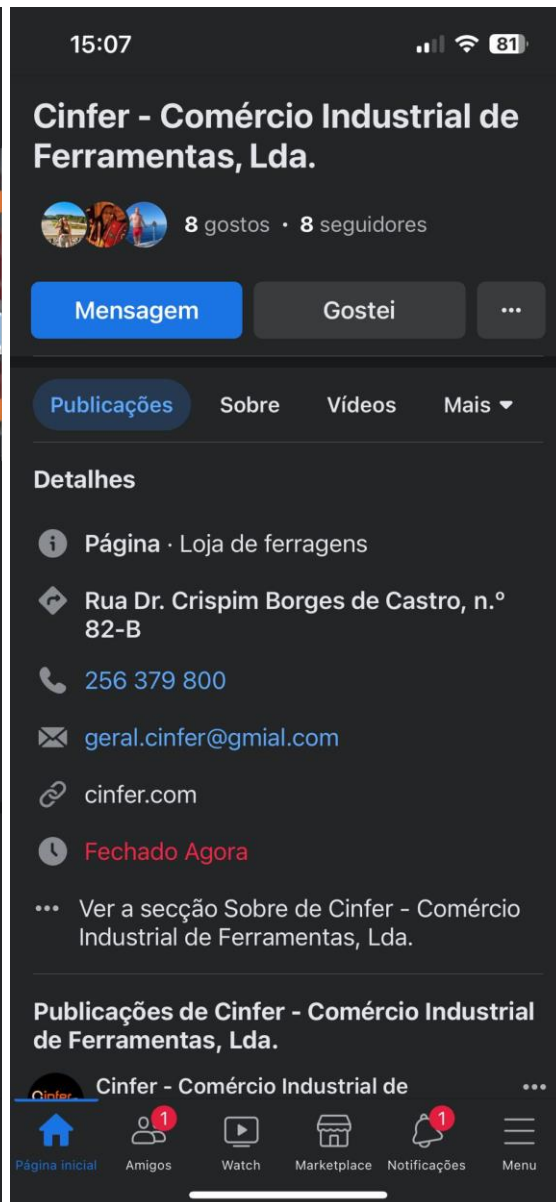 15:07
81
Cinfer - Comércio Industrial de
Ferramentas, Lda.
8 gostos · 8 seguidores
Mensagem
Gostei
Publicações
Sobre
Vídeos
Mais
Detalhes
Página · Loja de ferragens
Rua Dr. Crispim Borges de Castro, n.º
82-B
256 379 800
geral.cinfer@gmial.com
cinfer.com
Fechado Agora
Ver a secção Sobre de Cinfer - Comércio
Industrial de Ferramentas, Lda.
Publicações de Cinfer - Comércio Industrial
de Ferramentas, Lda.
Cinfer
Cinfer - Comércio Industrial de
1
1
Página inicial
Amigos
Watch
Marketplace
Notificações
Menu